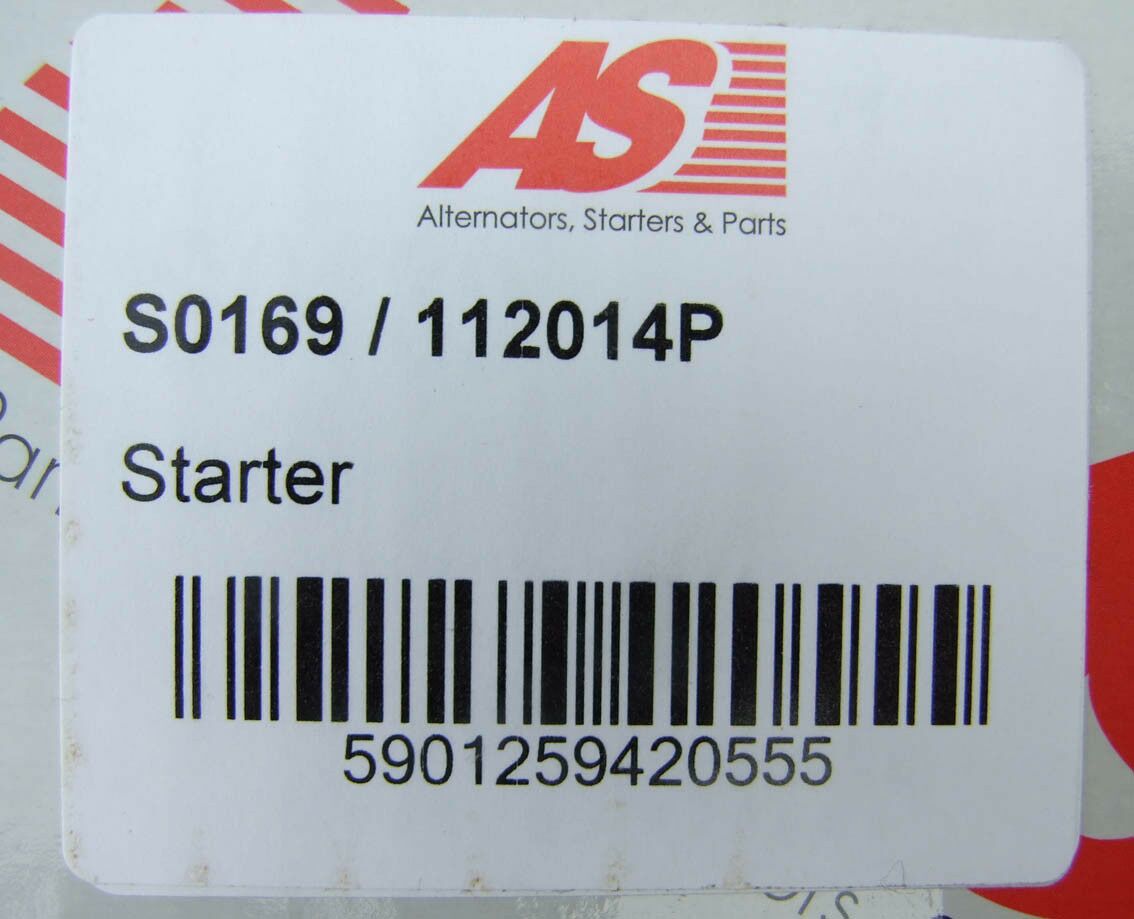 AS
Alternators, Starters & Parts
S0169 / 112014P
Starter
5901259420555